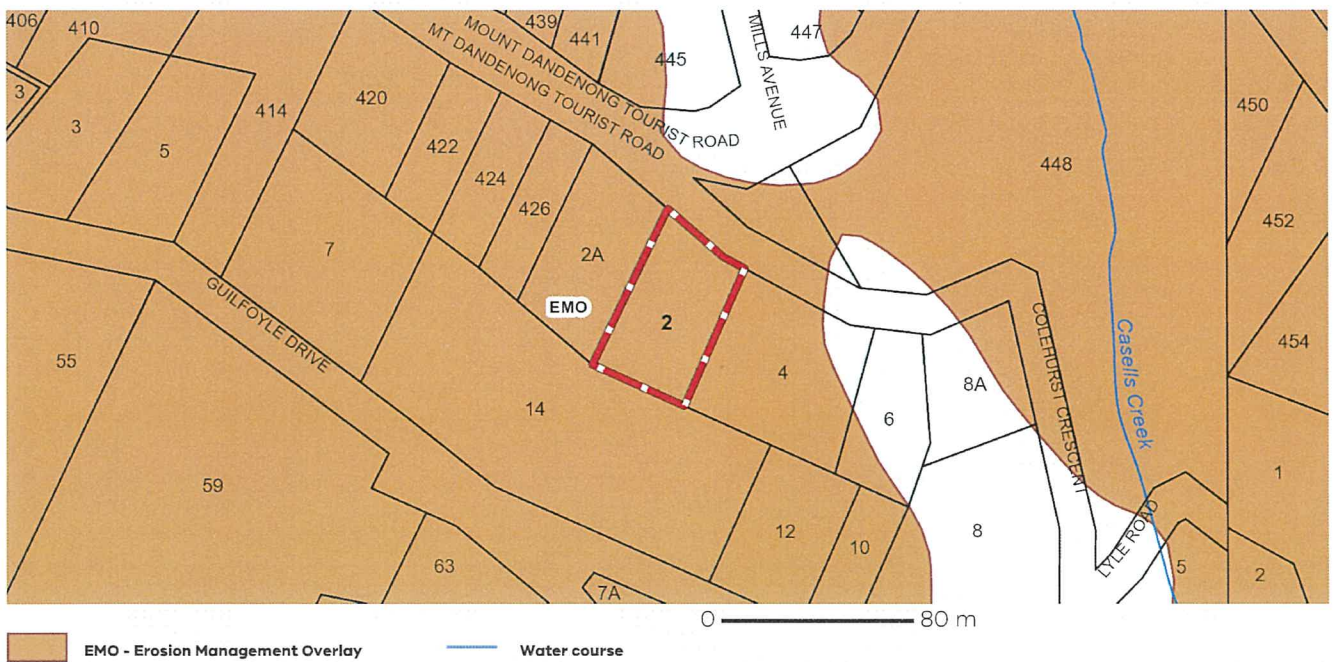 406
410
439
441
445
447
MILLS AVENUE
MOUNT DANDENONG TOURIST ROAD
MT DANDENONG TOURIST ROAD
3
3
5
414
420
422
424
426
2A
448
450
452
454
7
GUILFOYLE DRIVE
EMO
2
4
6
8A
COLEHURST CRESCENT
Casells Creek
55
14
59
12
10
8
LYLE ROAD
1
63
7A
5
2
0 80 m
EMO - Erosion Management Overlay
Water course